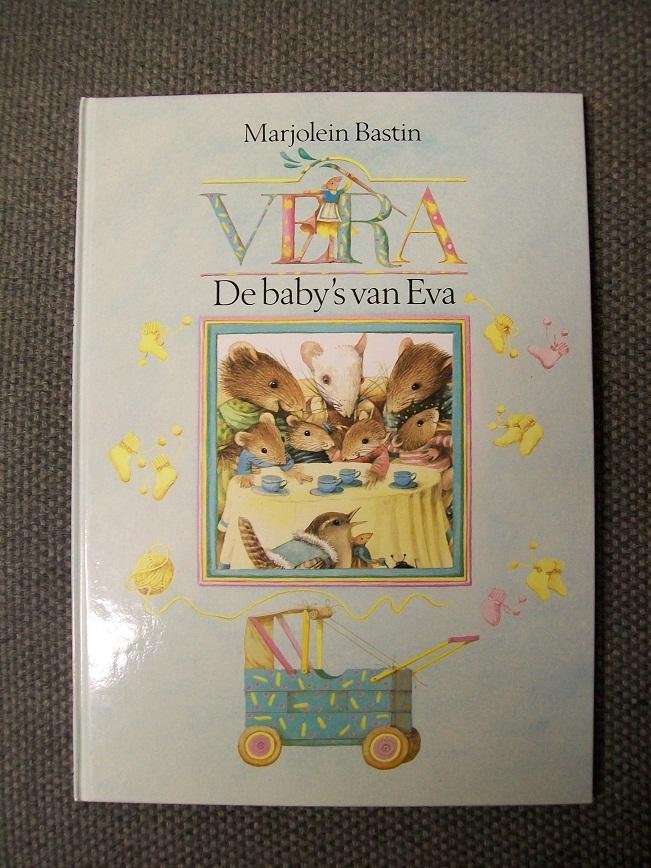 Marjolein Bastin
VERA
De baby's van Eva